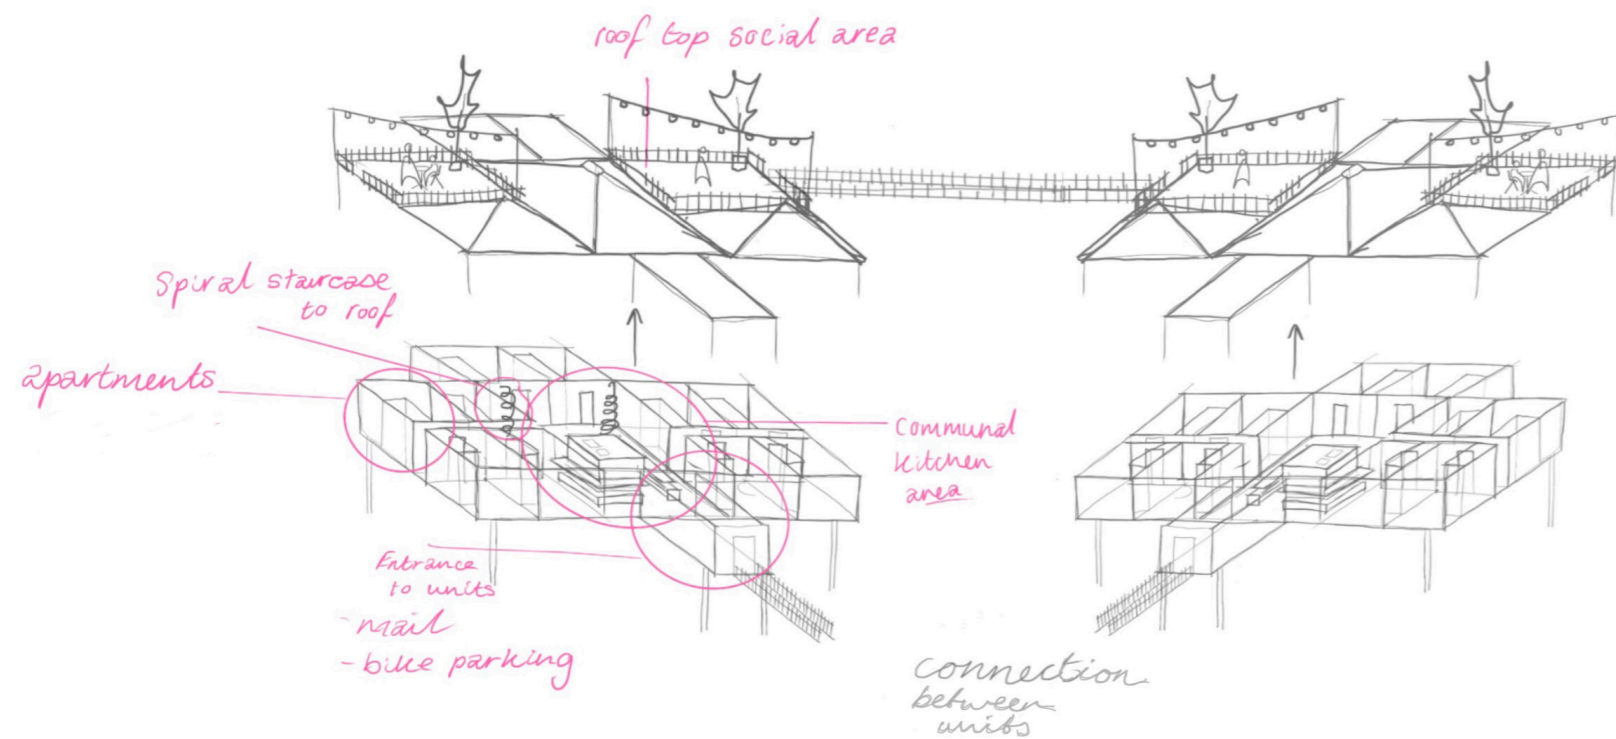 roof top social area
Spiral staircase
to roof
apartments
Communal
kitchen
area
Entrance
to units
- mail
- bike parking
connection
between
units